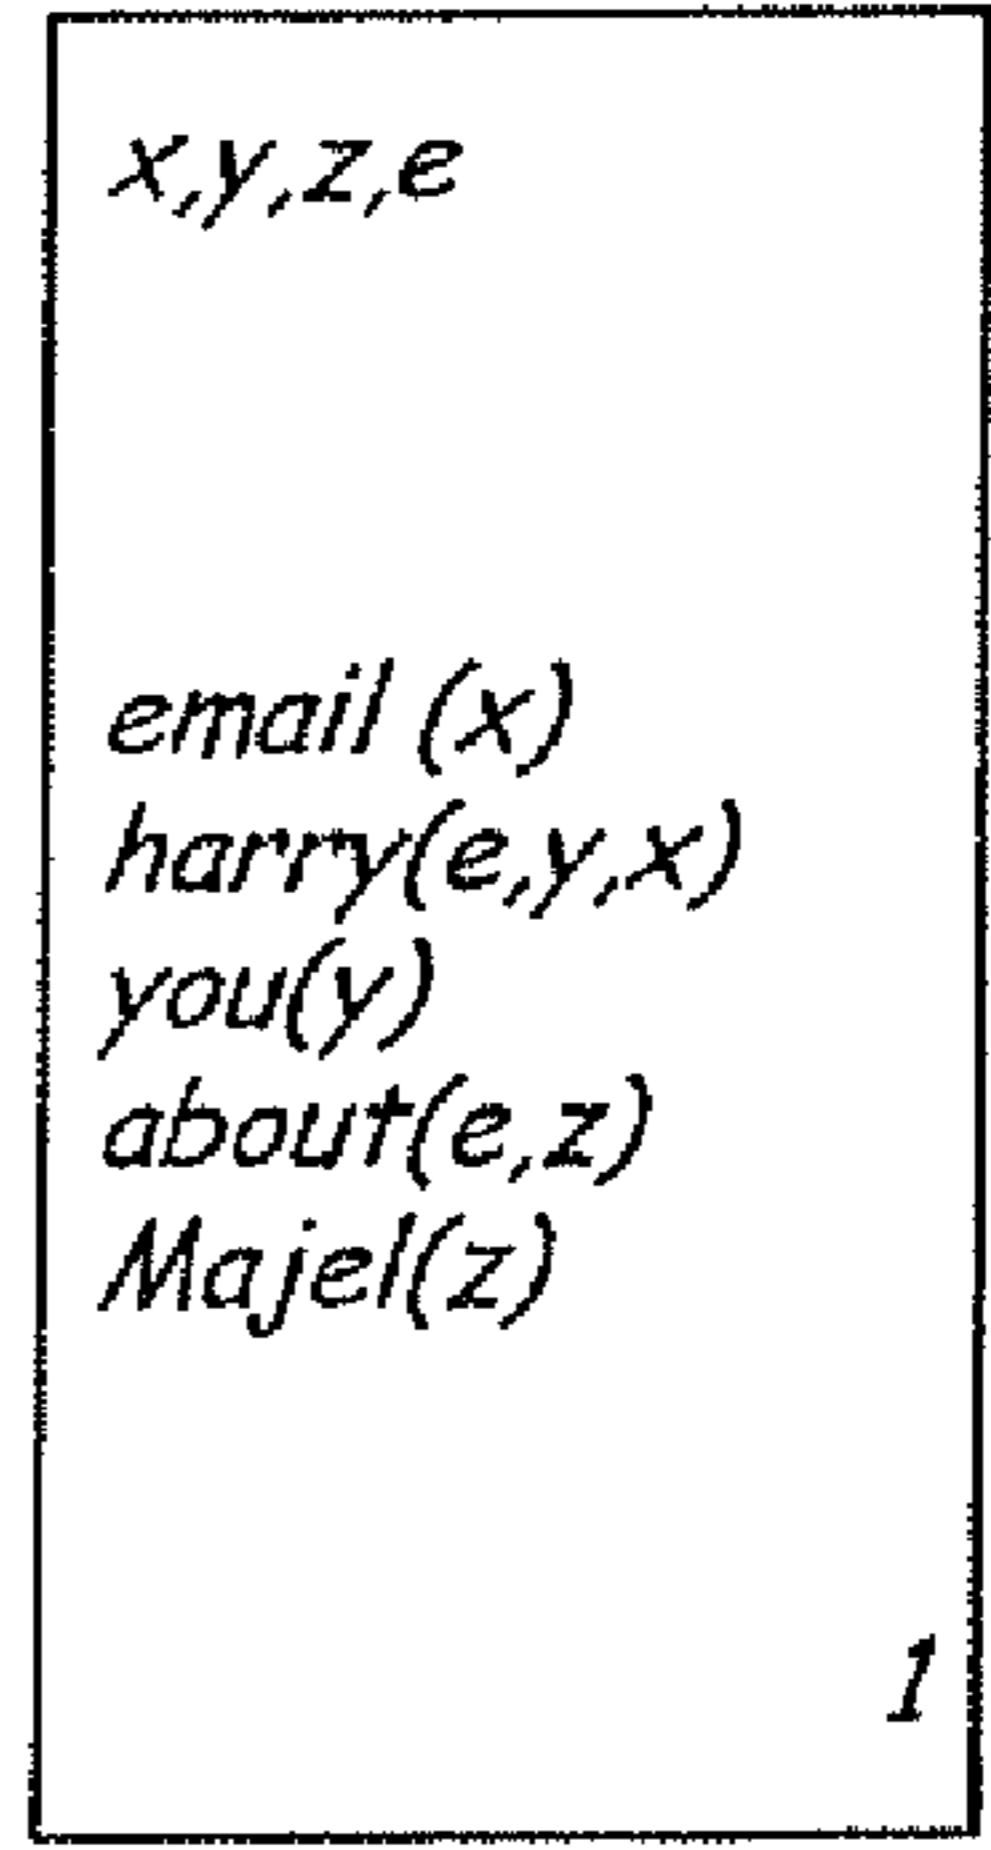 x,y,z,e
email (x)
harry(e,y,x)
you(y)
about(e,z)
Majel(z)
1